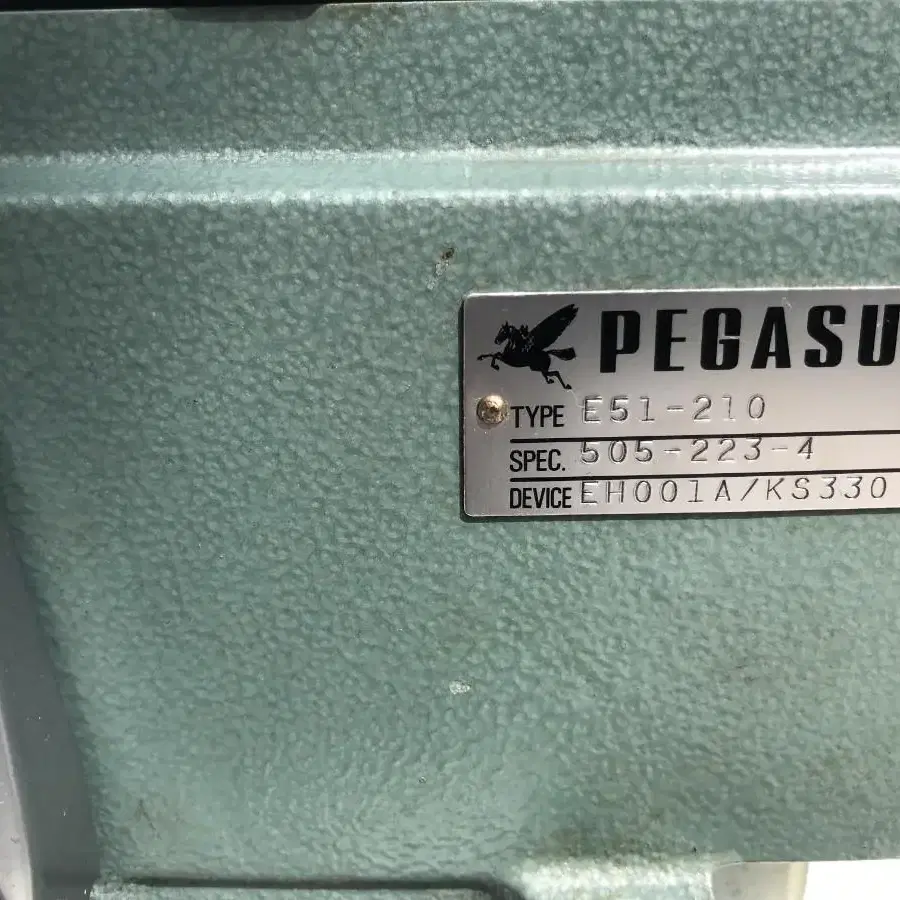 PEGASU
TYPE E51-210
SPEC. 505-223-4
DEVICE EH001A/KS330